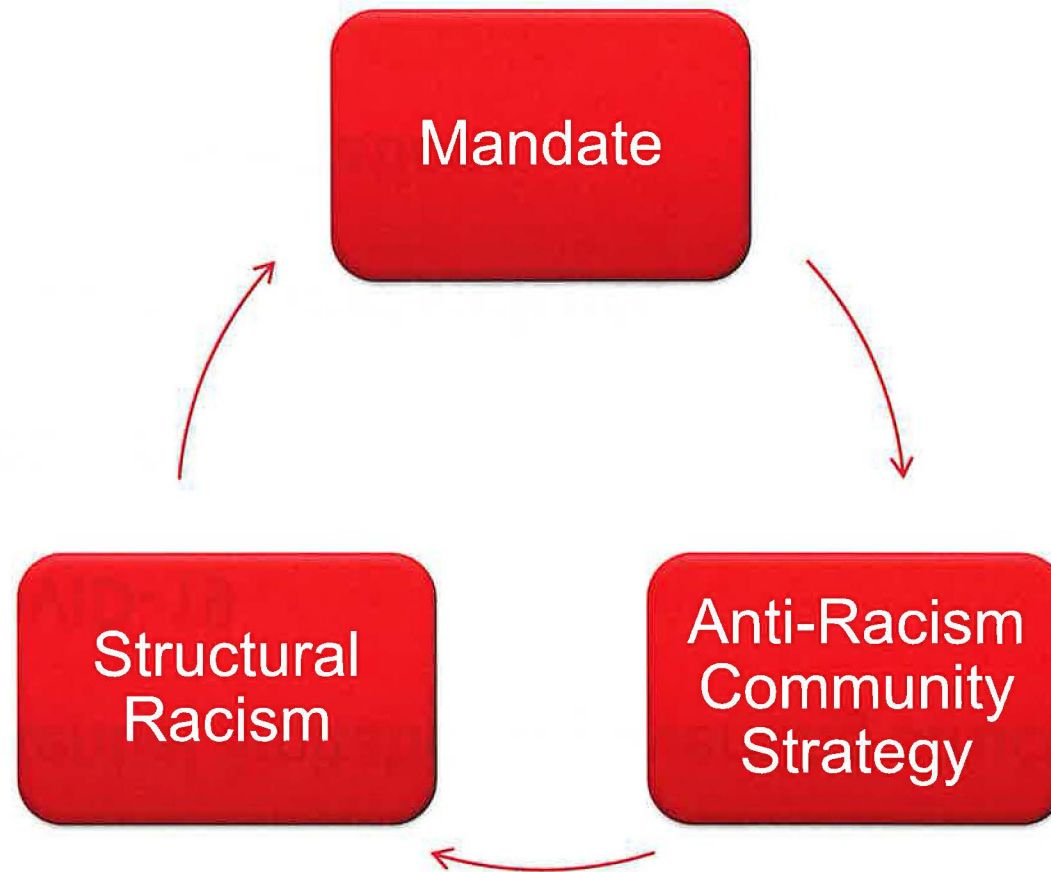 Mandate
Anti-Racism
Community
Strategy
Structural
Racism